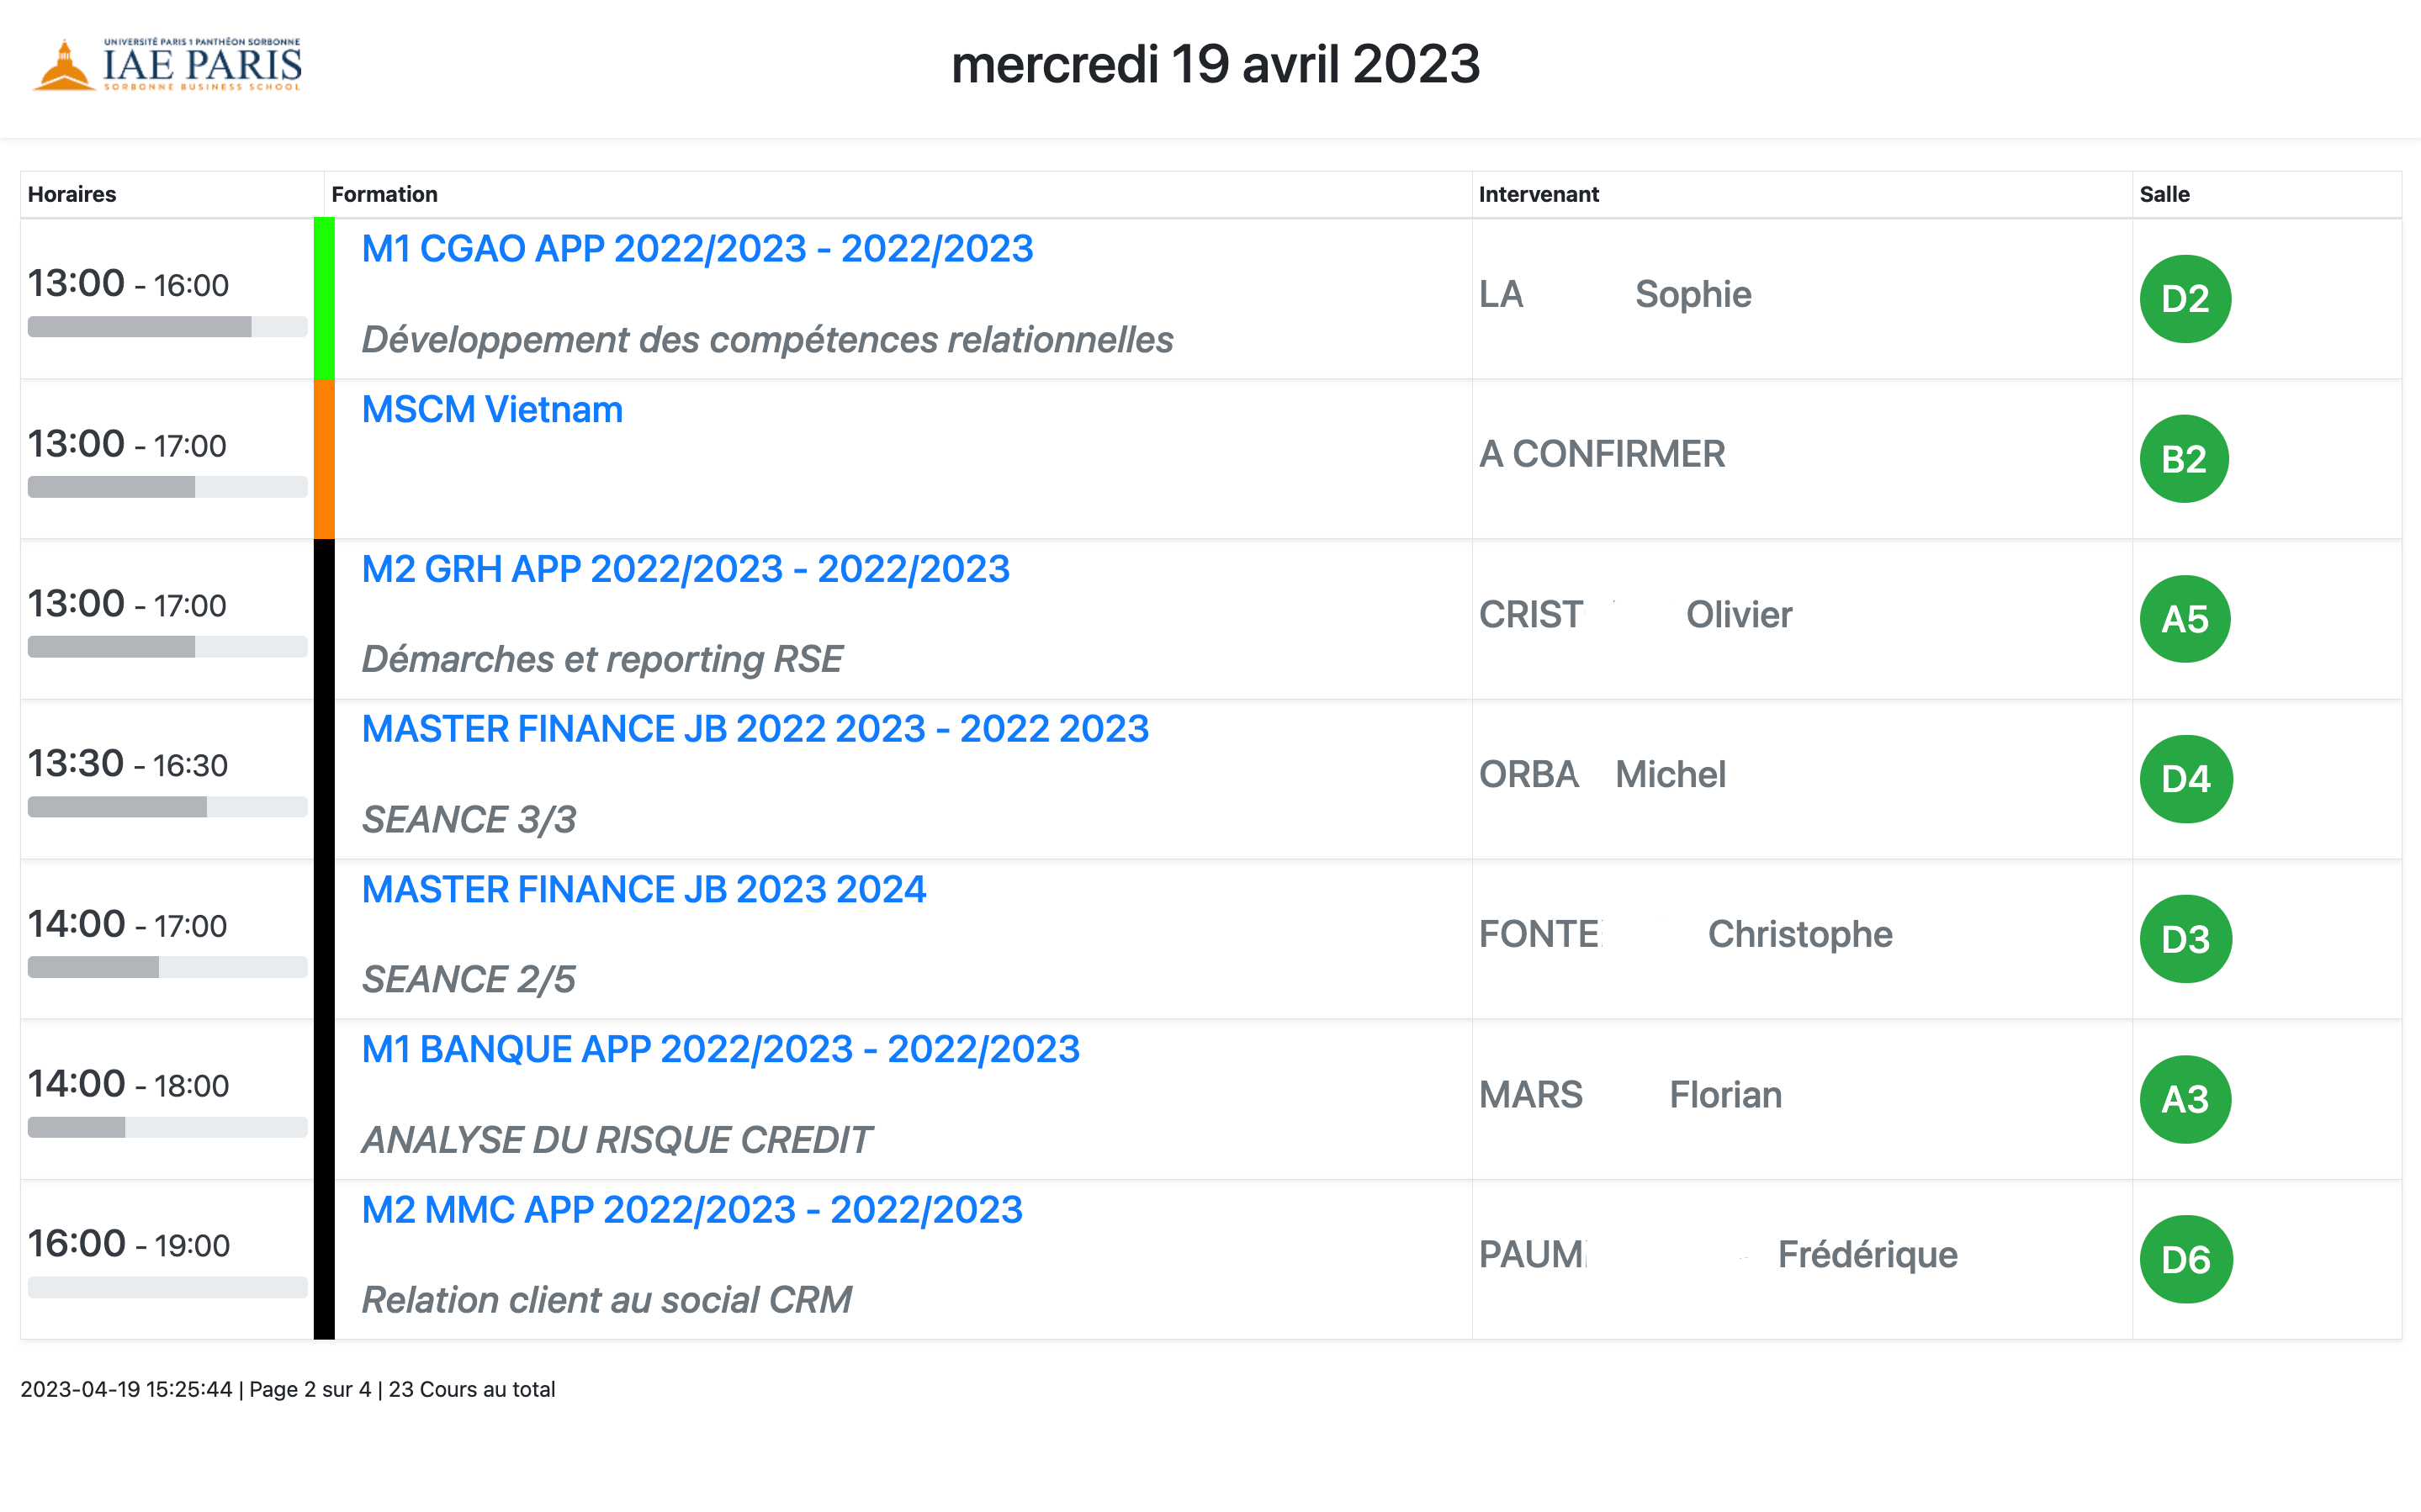 UNIVERSITÉ PARIS 1 PANTHÉON SORBONNE
IAE PARIS
SORBONNE BUSINESS SCHOOL
mercredi 19 avril 2023
Horaires Formation Intervenant Salle
M1 CGAO APP 2022/2023 - 2022/2023
13:00 - 16:00 LA Sophie D2
Développement des compétences relationnelles
MSCM Vietnam
13:00 - 17:00 A CONFIRMER B2
M2 GRH APP 2022/2023 - 2022/2023
13:00 - 17:00 CRIST Olivier A5
Démarches et reporting RSE
MASTER FINANCE JB 2022 2023 - 2022 2023
13:30 - 16:30 ORBA Michel D4
SEANCE 3/3
MASTER FINANCE JB 2023 2024
14:00 - 17:00 FONTE Christophe D3
SEANCE 2/5
M1 BANQUE APP 2022/2023 - 2022/2023
14:00 - 18:00 MARS Florian A3
ANALYSE DU RISQUE CREDIT
M2 MMC APP 2022/2023 - 2022/2023
16:00 - 19:00 PAUM Frédérique D6
Relation client au social CRM
2023-04-19 15:25:44 | Page 2 sur 4 | 23 Cours au total